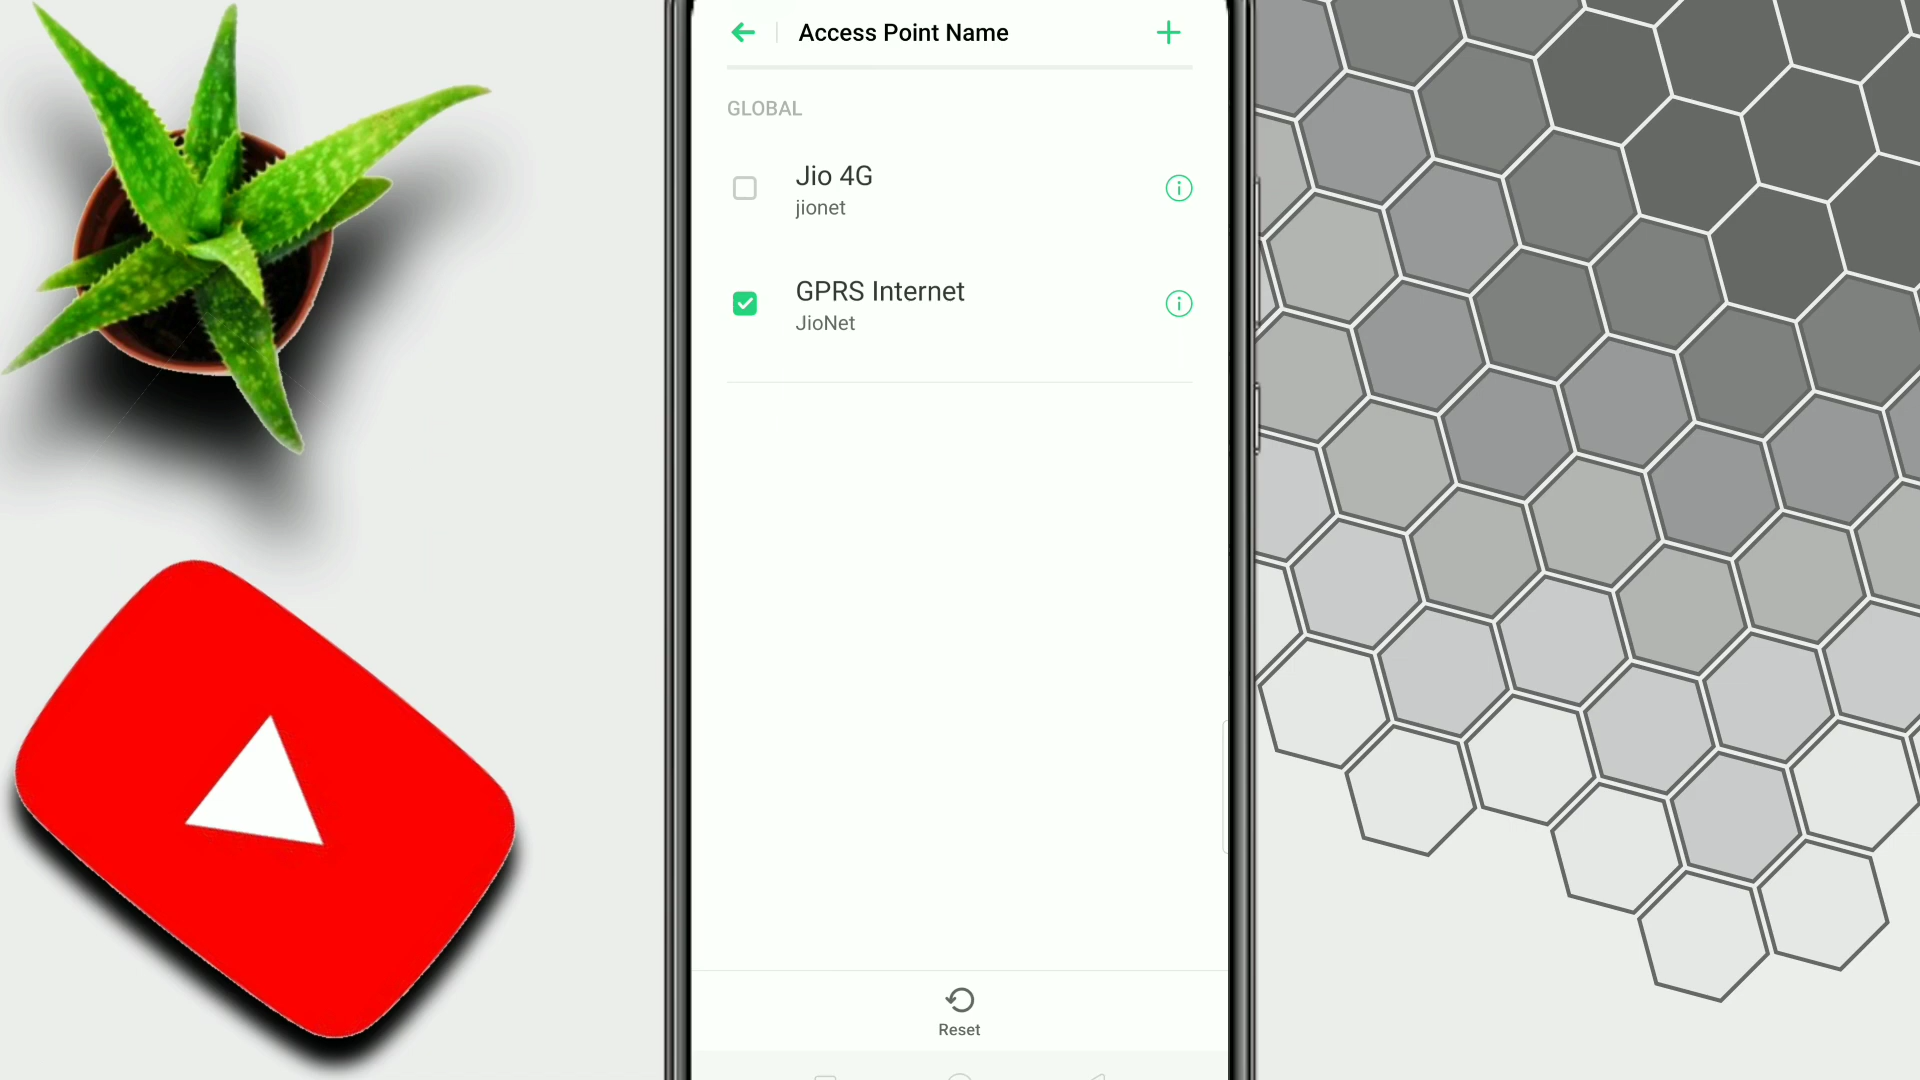 Access Point Name
GLOBAL
Jio 4G
jionet
GPRS Internet
JioNet
Reset